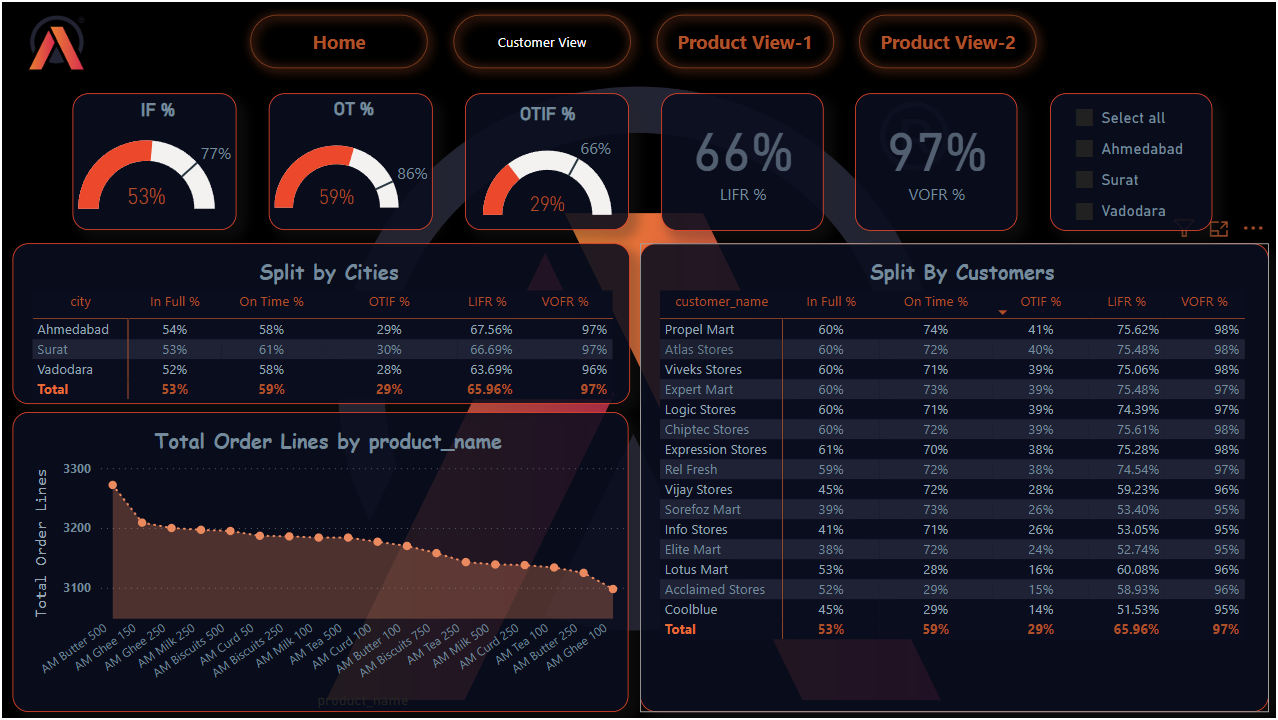 Home
Customer View
Product View-1
Product View-2
IF %
77%
53%
OT %
86%
59%
OTIF %
66%
29%
66%
LIFR %
97%
VOFR %
Select all
Ahmedabad
Surat
Vadodara
Split by Cities
city In Full % On Time % OTIF % LIFR % VOFR %
Ahmedabad 54% 58% 29% 67.56% 97%
Surat 53% 61% 30% 66.69% 97%
Vadodara 52% 58% 28% 63.69% 96%
Total 53% 59% 29% 65.96% 97%
Total Order Lines by product_name
Total Order Lines
3300
3200
3100
AM Butter 500
AM Ghee 150
AM Ghee 250
AM Milk 250
AM Biscuits 500
AM Curd 50
AM Biscuits 250
AM Milk 100
AM Tea 500
AM Curd 100
AM Butter 100
AM Biscuits 750
AM Tea 250
AM Milk 500
AM Curd 250
AM Tea 100
AM Butter 250
AM Ghee 100
product_name
Split By Customers
customer_name In Full % On Time % OTIF % LIFR % VOFR %
Propel Mart 60% 74% 41% 75.62% 98%
Atlas Stores 60% 72% 40% 75.48% 98%
Viveks Stores 60% 71% 39% 75.06% 98%
Expert Mart 60% 73% 39% 75.48% 97%
Logic Stores 60% 71% 39% 74.39% 97%
Chiptec Stores 60% 72% 39% 75.61% 98%
Expression Stores 61% 70% 38% 75.28% 98%
Rel Fresh 59% 72% 38% 74.54% 97%
Vijay Stores 45% 72% 28% 59.23% 96%
Sorefoz Mart 39% 73% 26% 53.40% 95%
Info Stores 41% 71% 26% 53.05% 95%
Elite Mart 38% 72% 24% 52.74% 95%
Lotus Mart 53% 28% 16% 60.08% 96%
Acclaimed Stores 52% 29% 15% 58.93% 96%
Coolblue 45% 29% 14% 51.53% 95%
Total 53% 59% 29% 65.96% 97%